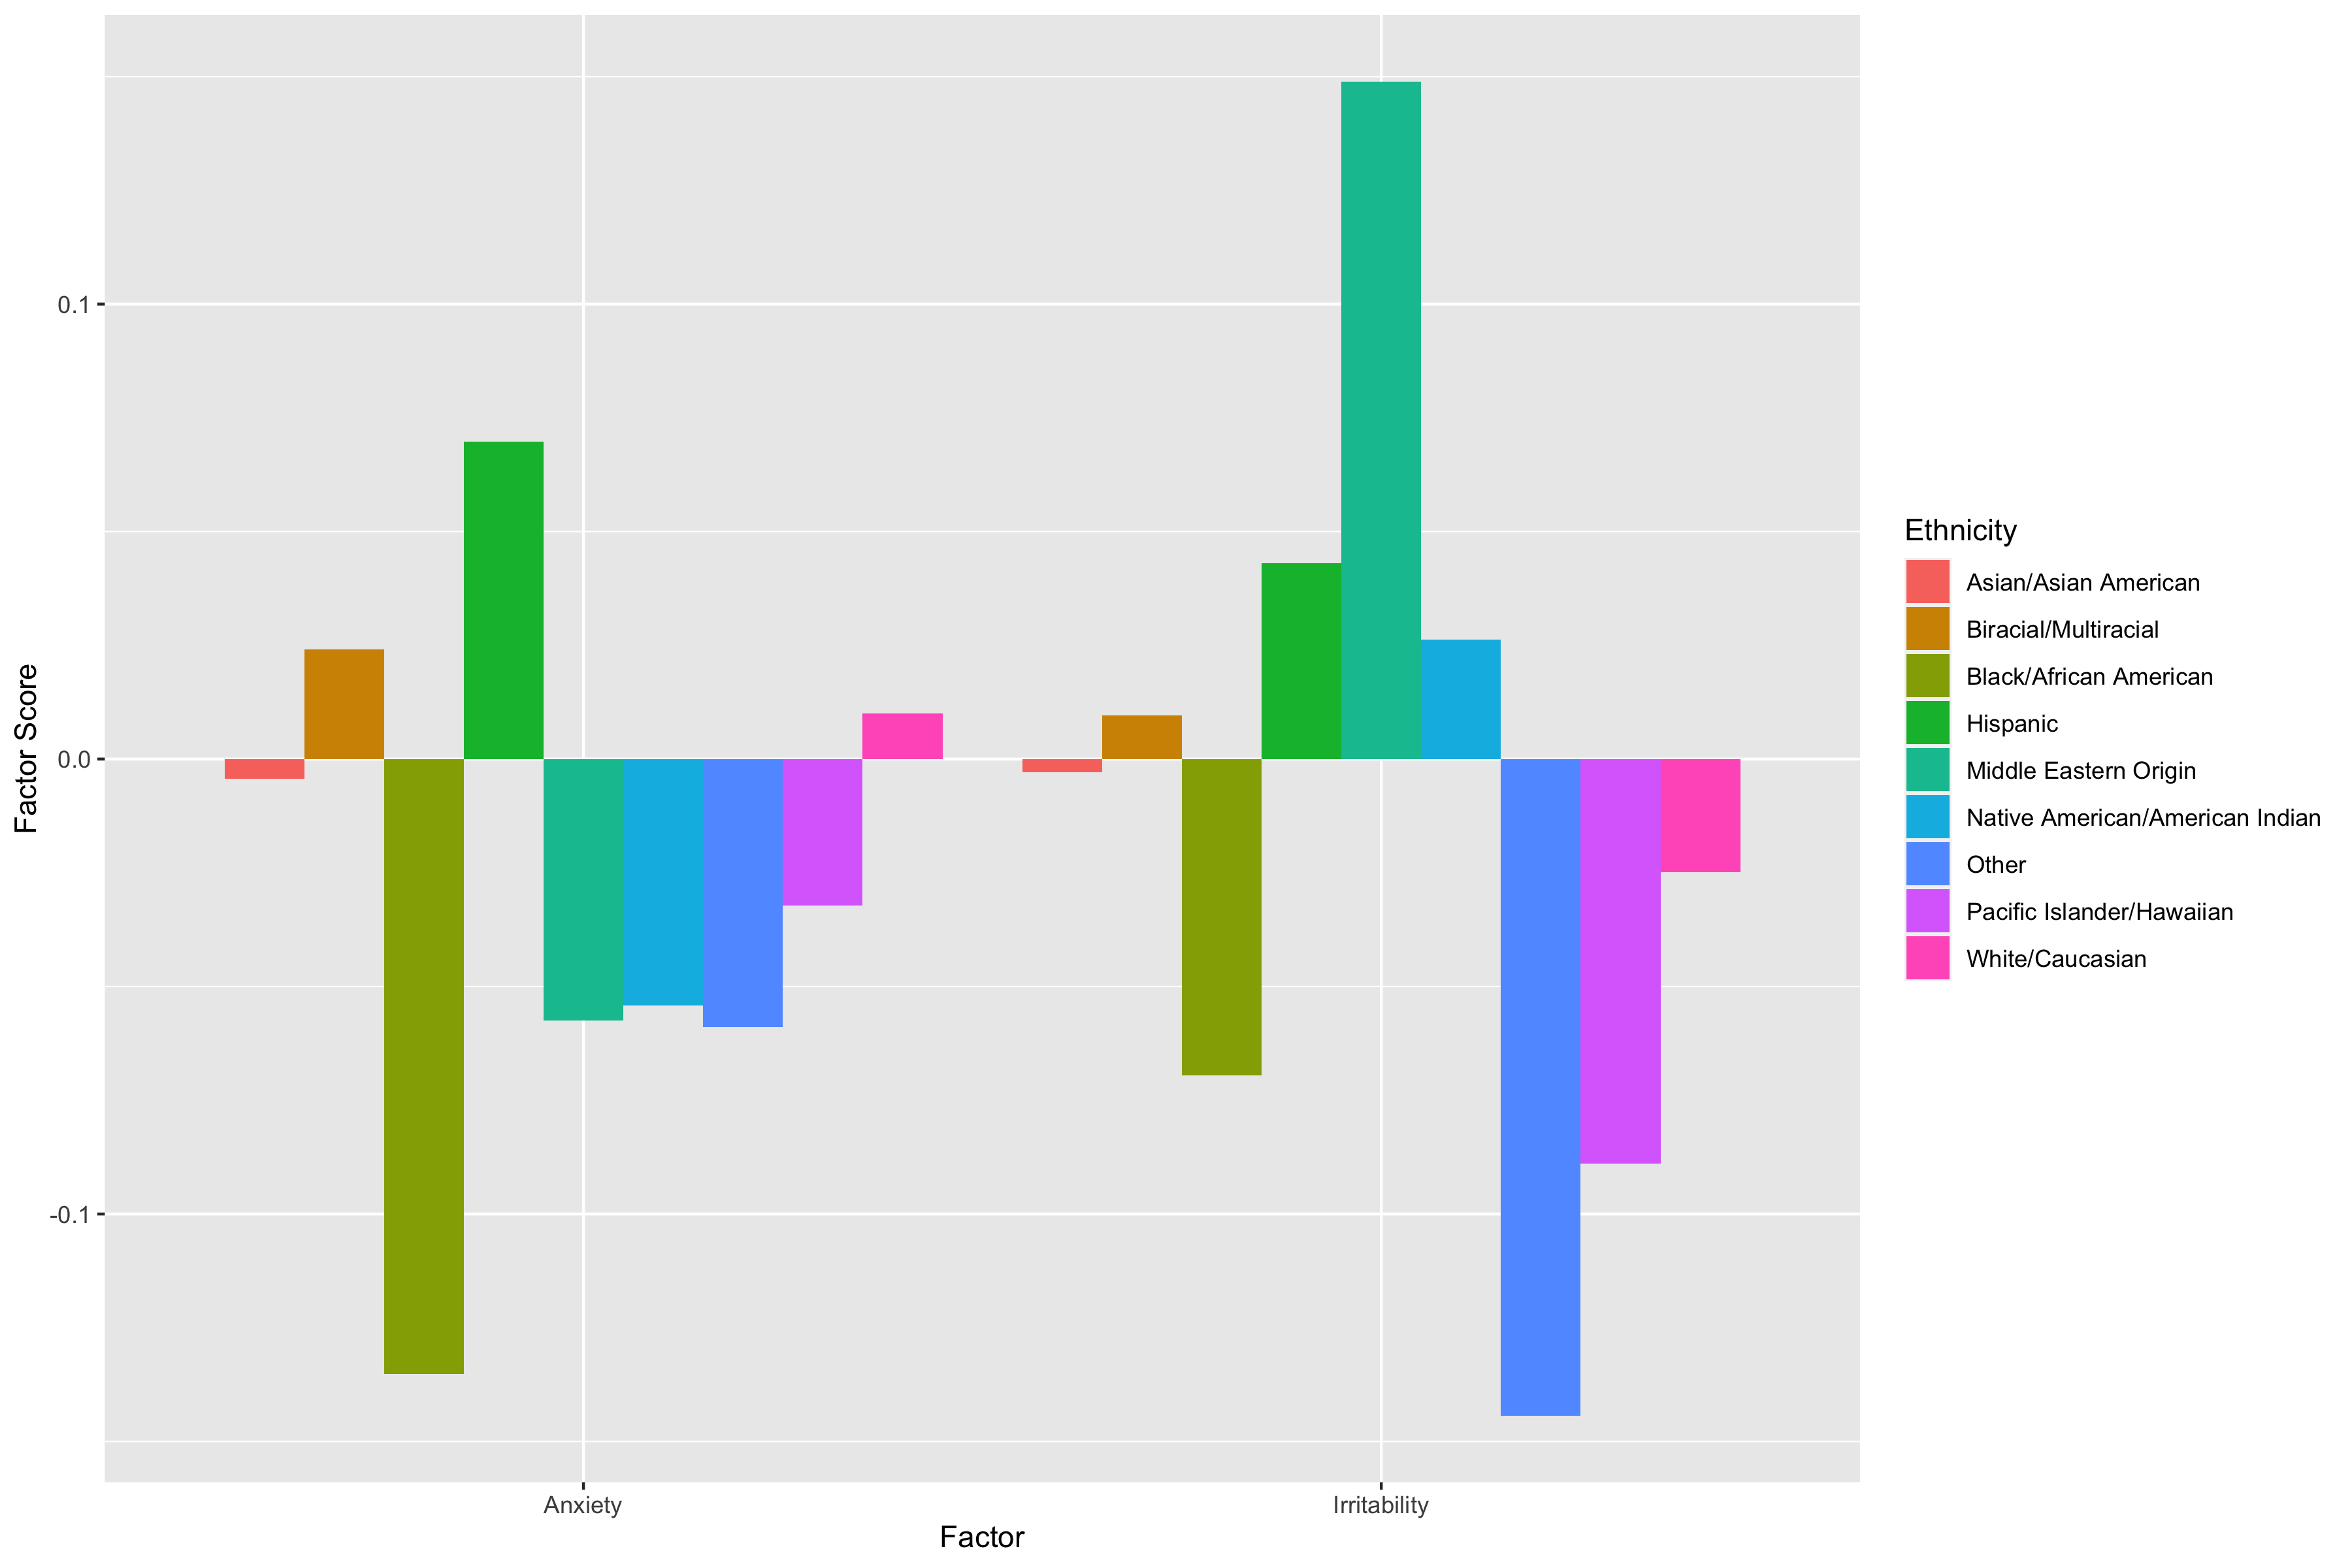 0.1
0.0
-0.1
Factor Score
Anxiety
Irritability
Factor
Ethnicity
Asian/Asian American
Biracial/Multiracial
Black/African American
Hispanic
Middle Eastern Origin
Native American/American Indian
Other
Pacific Islander/Hawaiian
White/Caucasian